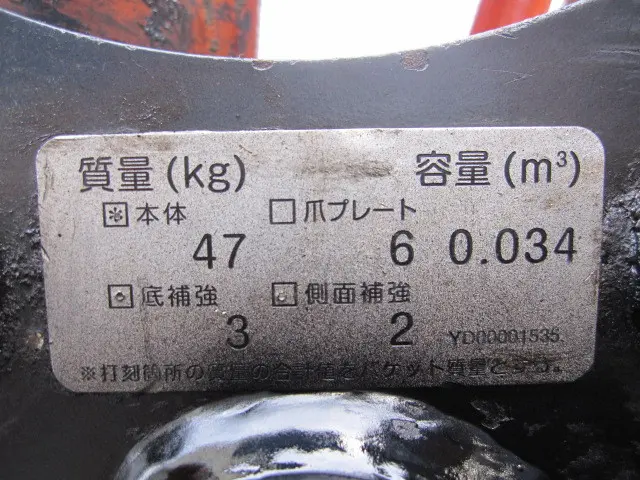 質量(kg) 容量(m³)
※本体 □爪プレート
47 6 0.034
□底補強 □側面補強
3 2 YD00001535
※打刻箇所の質量の合計値をバケット質量とする。